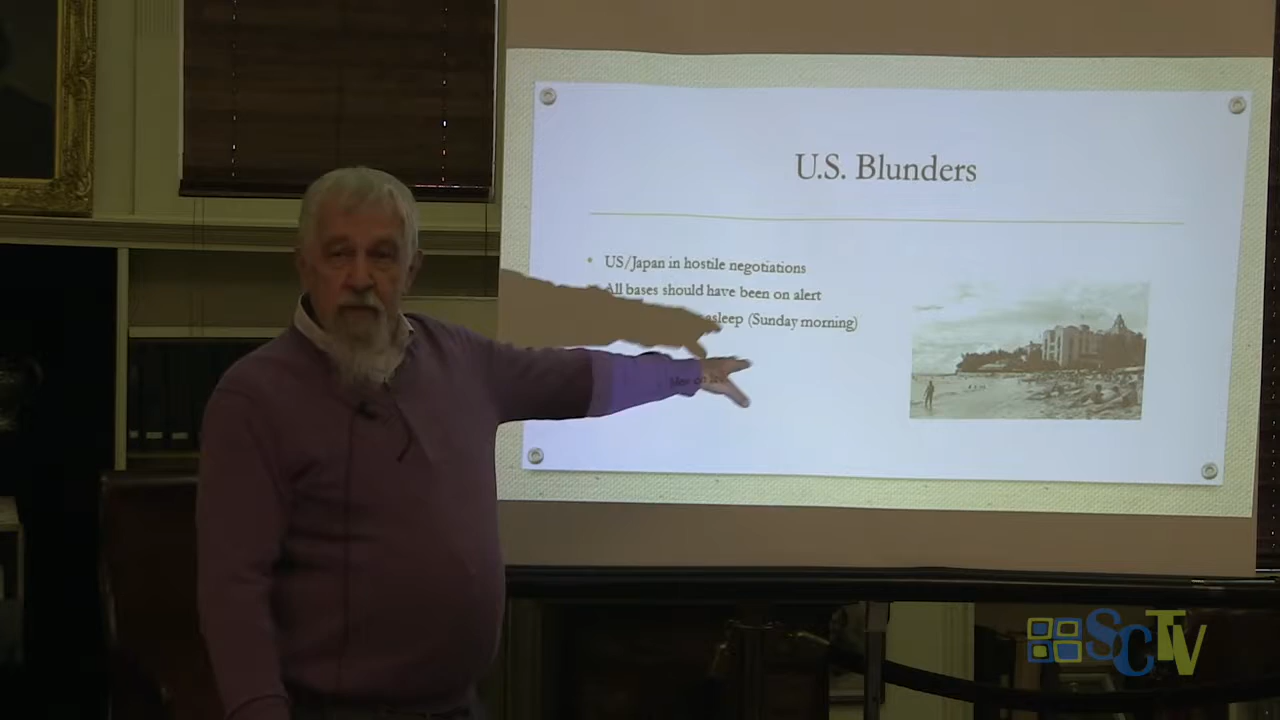 U.S. Blunders
US/Japan in hostile negotiations
All bases should have been on alert
asleep (Sunday morning)
SCTV